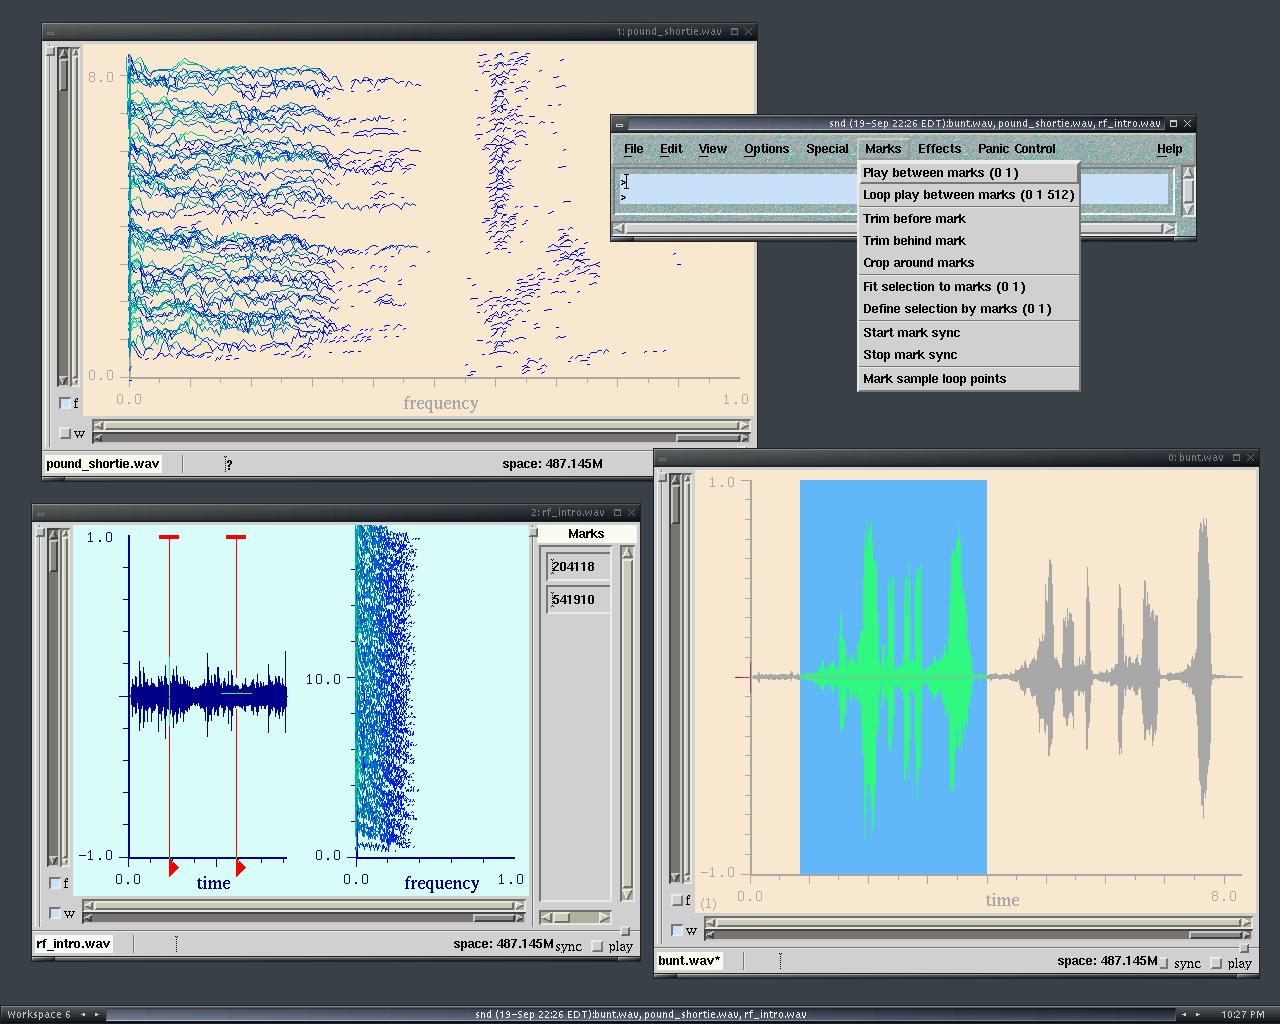 1: pound_shortie.wav
8.0
0.0
0.0
frequency
1.0
f
w
pound_shortie.wav
?
space: 487.145M
snd (19-Sep 22:26 EDT):bunt.wav, pound_shortie.wav, rf_intro.wav
File Edit View Options Special Marks Effects Panic Control Help
>
>
Play between marks (0 1)
Loop play between marks (0 1 512)
Trim before mark
Trim behind mark
Crop around marks
Fit selection to marks (0 1)
Define selection by marks (0 1)
Start mark sync
Stop mark sync
Mark sample loop points
2: rf_intro.wav
1.0
-1.0
0.0
time
10.0
0.0
0.0
frequency
1.0
Marks
204118
541910
f
w
rf_intro.wav
space: 487.145M
sync
play
0: bunt.wav
1.0
-1.0
0.0
time
8.0
(1)
f
w
bunt.wav*
space: 487.145M
sync
play
Workspace 6
snd (19-Sep 22:26 EDT):bunt.wav, pound_shortie.wav, rf_intro.wav
10:27 PM